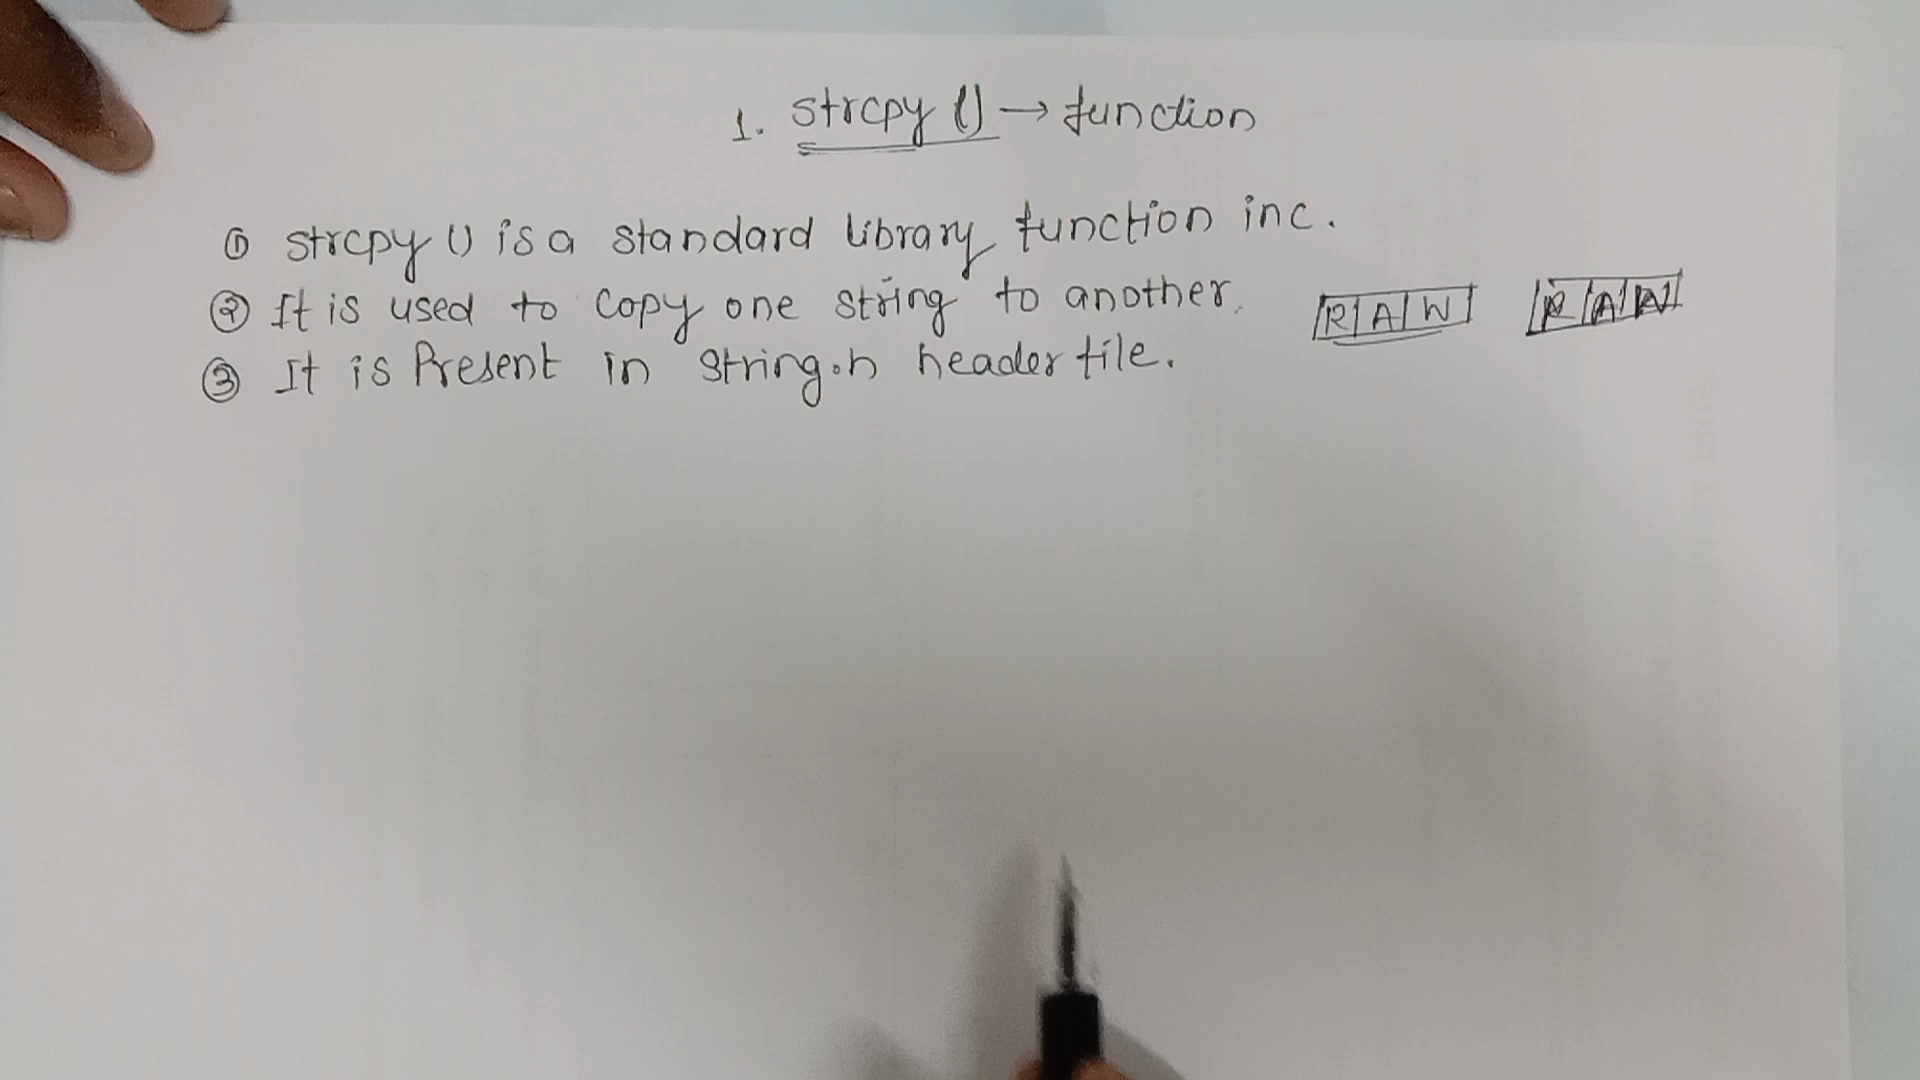 1. strcpy () → function
① strcpy () is a standard library function in c.
② It is used to copy one string to another. R A W R A W
③ It is Present in string.h header file.